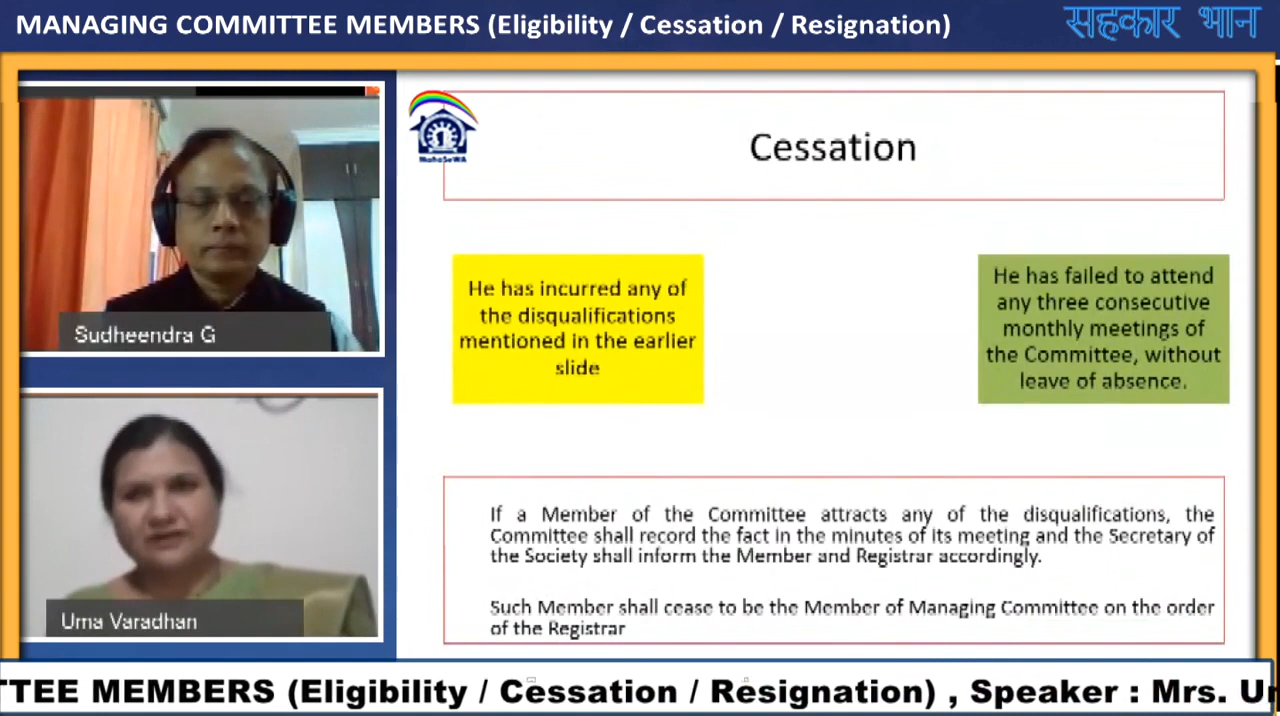 MANAGING COMMITTEE MEMBERS (Eligibility / Cessation / Resignation)
सहकार भान
MahaSeWA
Cessation
He has incurred any of
the disqualifications
mentioned in the earlier
slide
He has failed to attend
any three consecutive
monthly meetings of
the Committee, without
leave of absence.
Sudheendra G
If a Member of the Committee attracts any of the disqualifications, the
Committee shall record the fact in the minutes of its meeting and the Secretary of
the Society shall inform the Member and Registrar accordingly.
Such Member shall cease to be the Member of Managing Committee on the order
of the Registrar
Uma Varadhan
TTEE MEMBERS (Eligibility / Cessation / Resignation) , Speaker : Mrs. Um